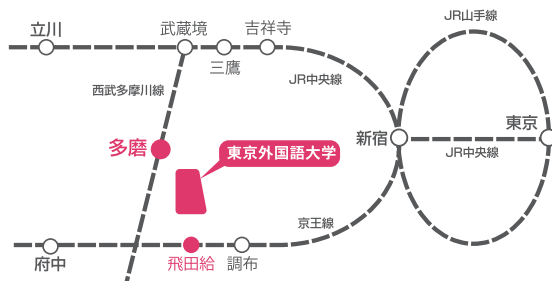 立川
武蔵境
吉祥寺
三鷹
JR山手線
JR中央線
西武多摩川線
東京
新宿
多磨
東京外国語大学
JR中央線
京王線
府中
飛田給
調布